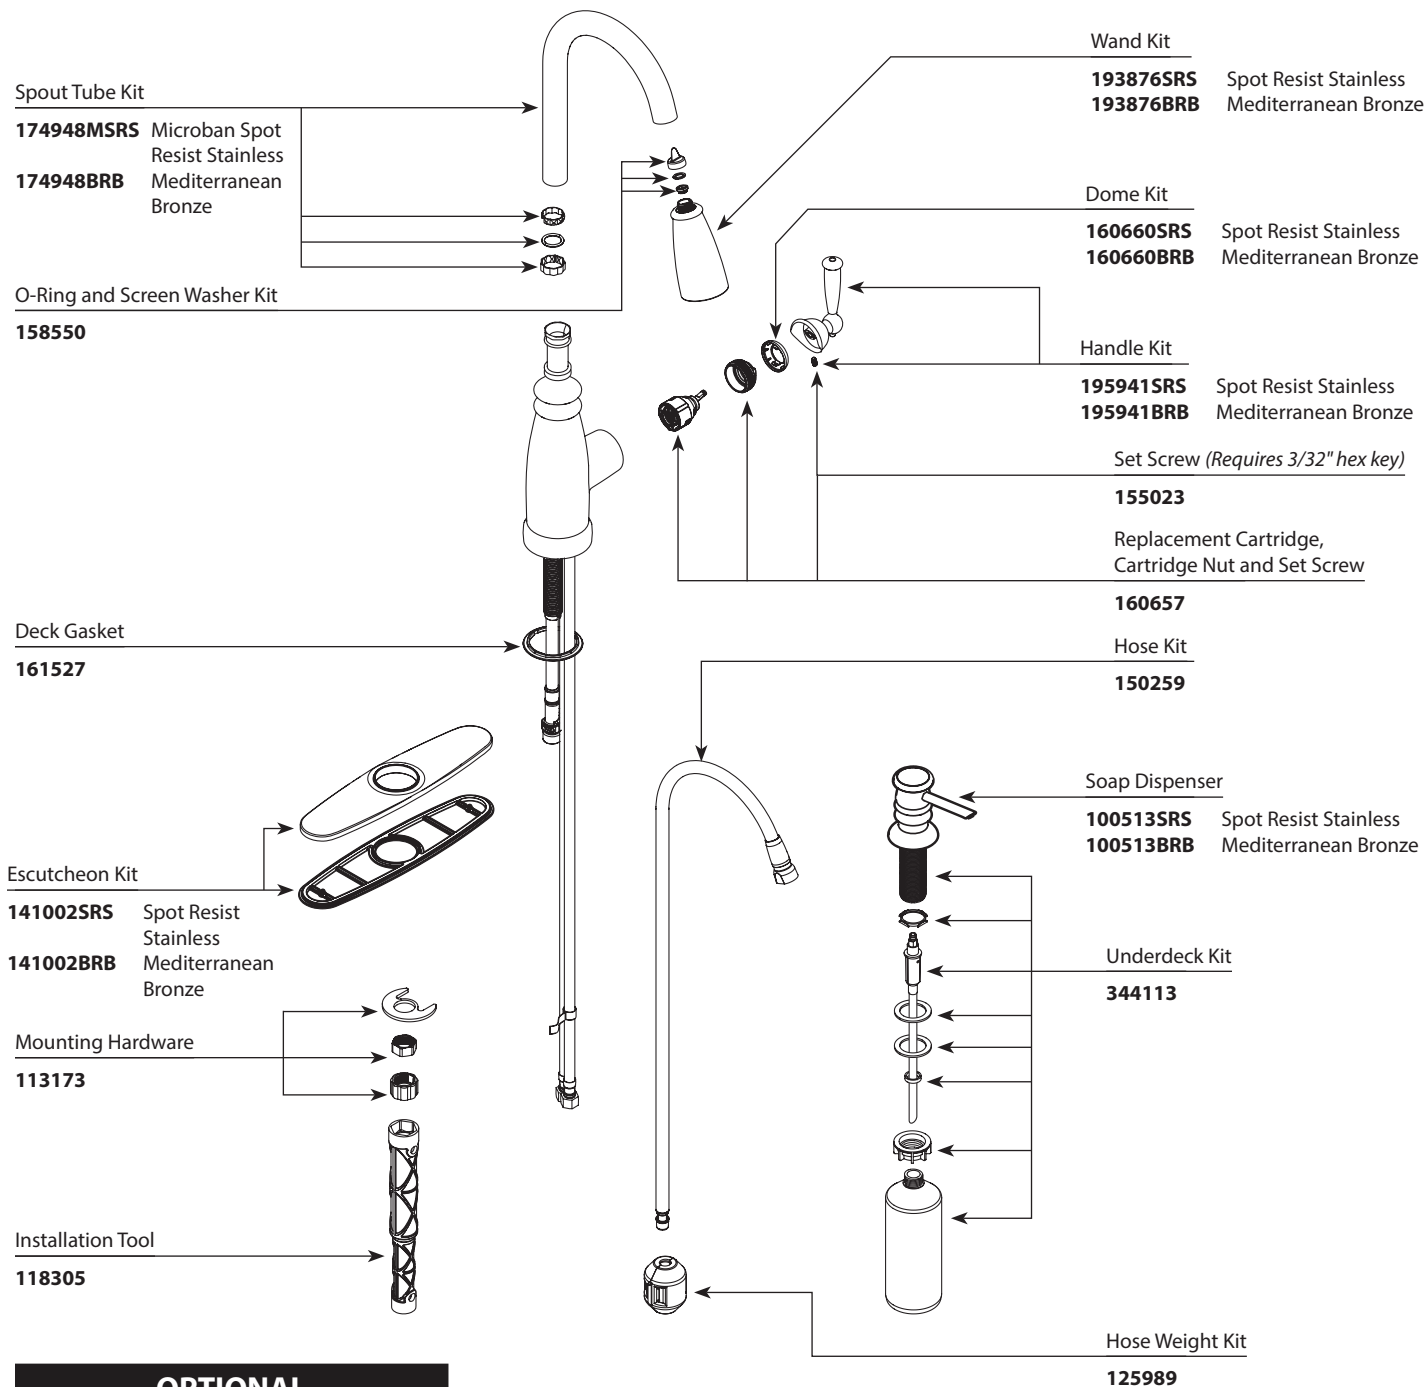 Spout Tube Kit
174948MSRS Microban Spot
Resist Stainless
174948BRB Mediterranean
Bronze
O-Ring and Screen Washer Kit
158550
Deck Gasket
161527
Escutcheon Kit
141002SRS Spot Resist
Stainless
141002BRB Mediterranean
Bronze
Mounting Hardware
113173
Installation Tool
118305
OPTIONAL
Wand Kit
193876SRS Spot Resist Stainless
193876BRB Mediterranean Bronze
Dome Kit
160660SRS Spot Resist Stainless
160660BRB Mediterranean Bronze
Handle Kit
195941SRS Spot Resist Stainless
195941BRB Mediterranean Bronze
Set Screw (Requires 3/32" hex key)
155023
Replacement Cartridge,
Cartridge Nut and Set Screw
160657
Hose Kit
150259
Soap Dispenser
100513SRS Spot Resist Stainless
100513BRB Mediterranean Bronze
Underdeck Kit
344113
Hose Weight Kit
125989